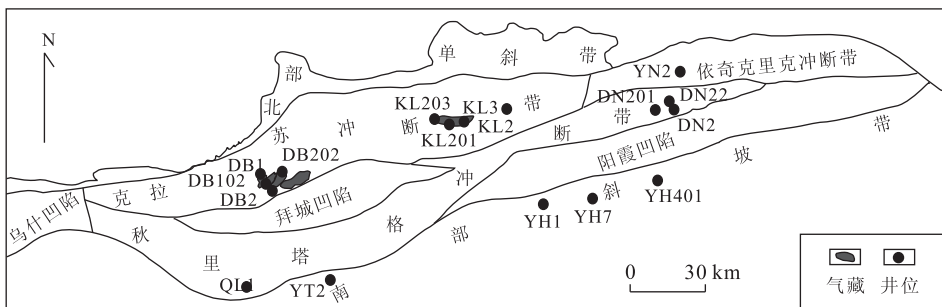 N
北部单斜带
依奇克里克冲断带
YN2
KL203
KL3
DN201
DN22
KL201
KL2
DN2
克拉苏冲断带
DB1
DB202
DB102
DB2
乌什凹陷
拜城凹陷
阳霞凹陷
秋里塔格冲断带
南部斜坡带
YH1
YH7
YH401
QL1
YT2
0 30 km
气藏 井位